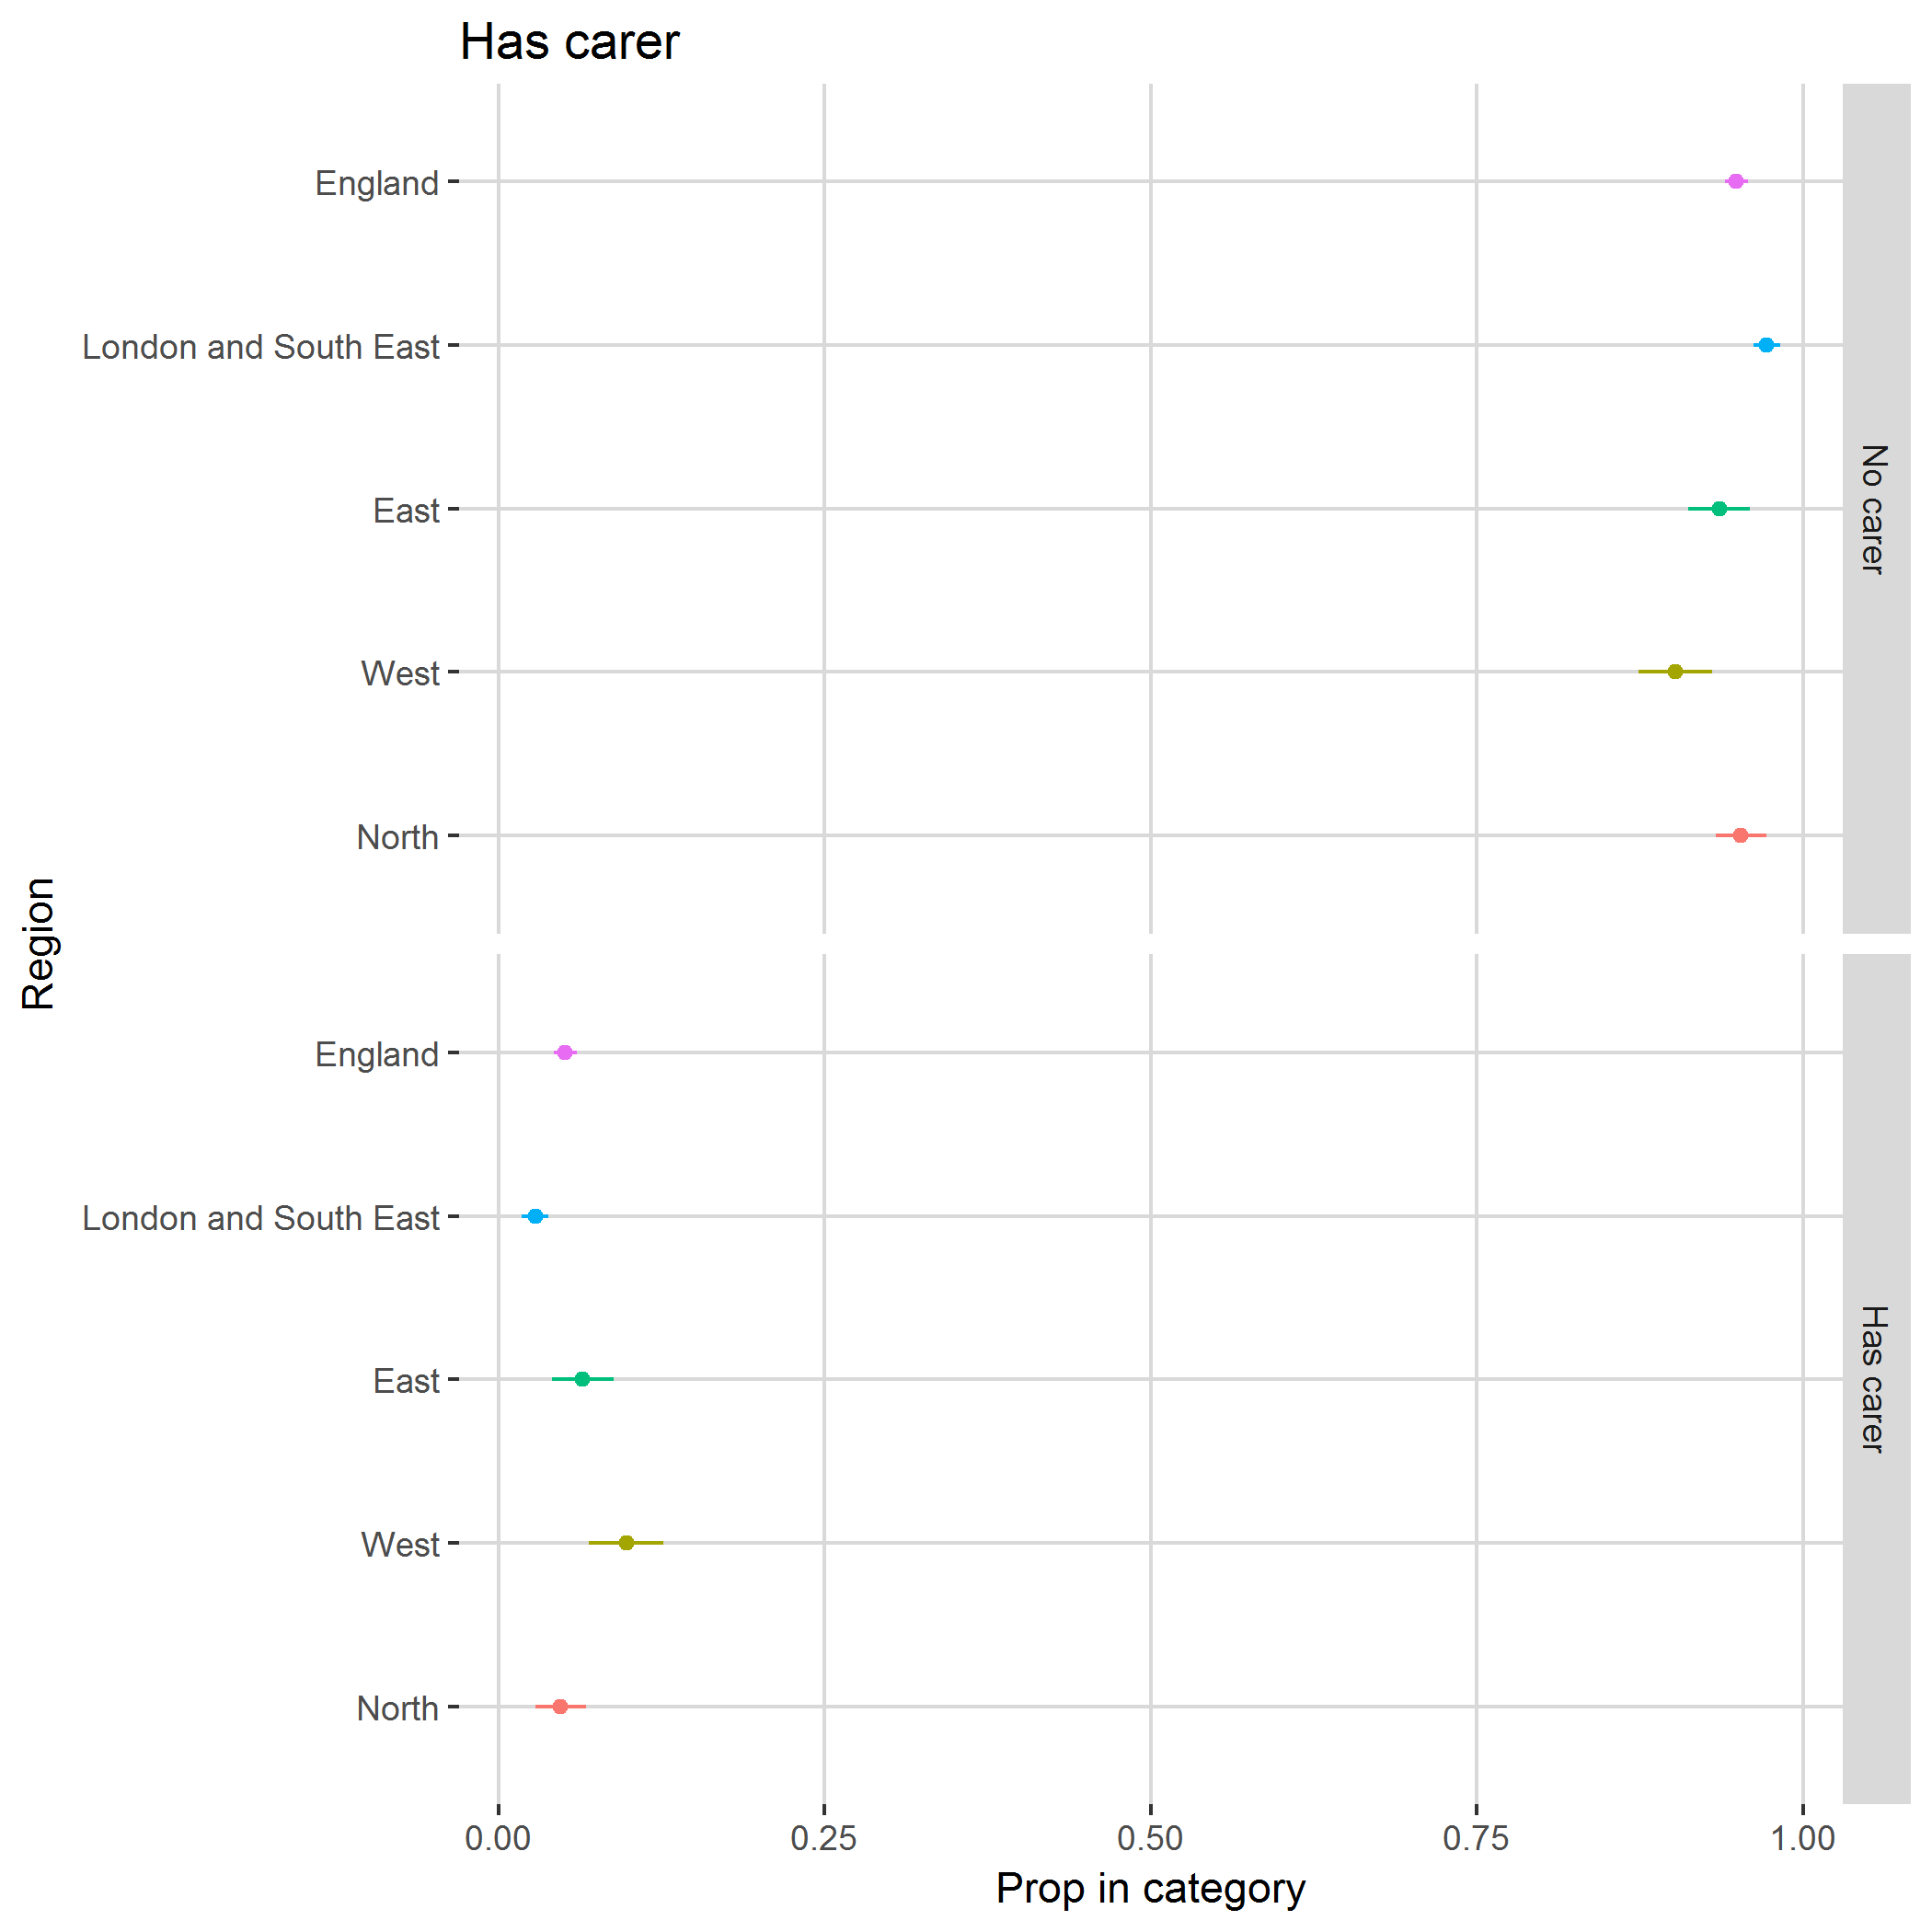 Has carer
England
London and South East
East
West
North
No carer
Region
England
London and South East
East
West
North
Has carer
0.00
0.25
0.50
0.75
1.00
Prop in category